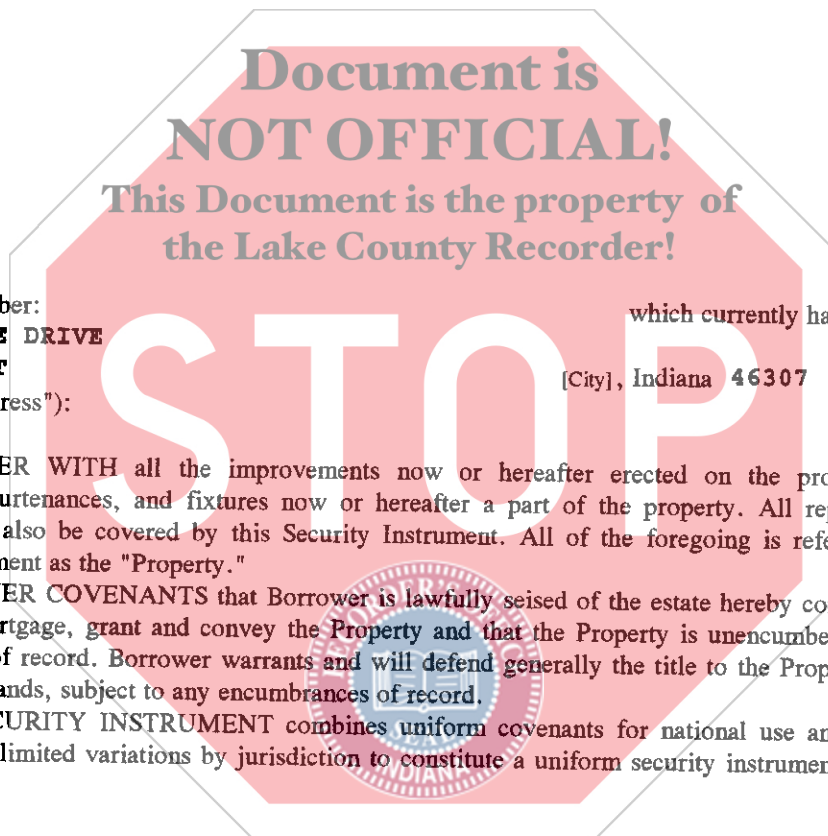 Document is
NOT OFFICIAL!
This Document is the property of
the Lake County Recorder!
ber: which currently ha
E DRIVE
T [City], Indiana 46307
ress"):
STOP
ER WITH all the improvements now or hereafter erected on the pro
urtenances, and fixtures now or hereafter a part of the property. All rep
also be covered by this Security Instrument. All of the foregoing is refe
nent as the "Property."
ER COVENANTS that Borrower is lawfully seised of the estate hereby co
rtgage, grant and convey the Property and that the Property is unencumbe
of record. Borrower warrants and will defend generally the title to the Prop
ands, subject to any encumbrances of record.
CURITY INSTRUMENT combines uniform covenants for national use an
limited variations by jurisdiction to constitute a uniform security instrumen
SEAL
INDIANA